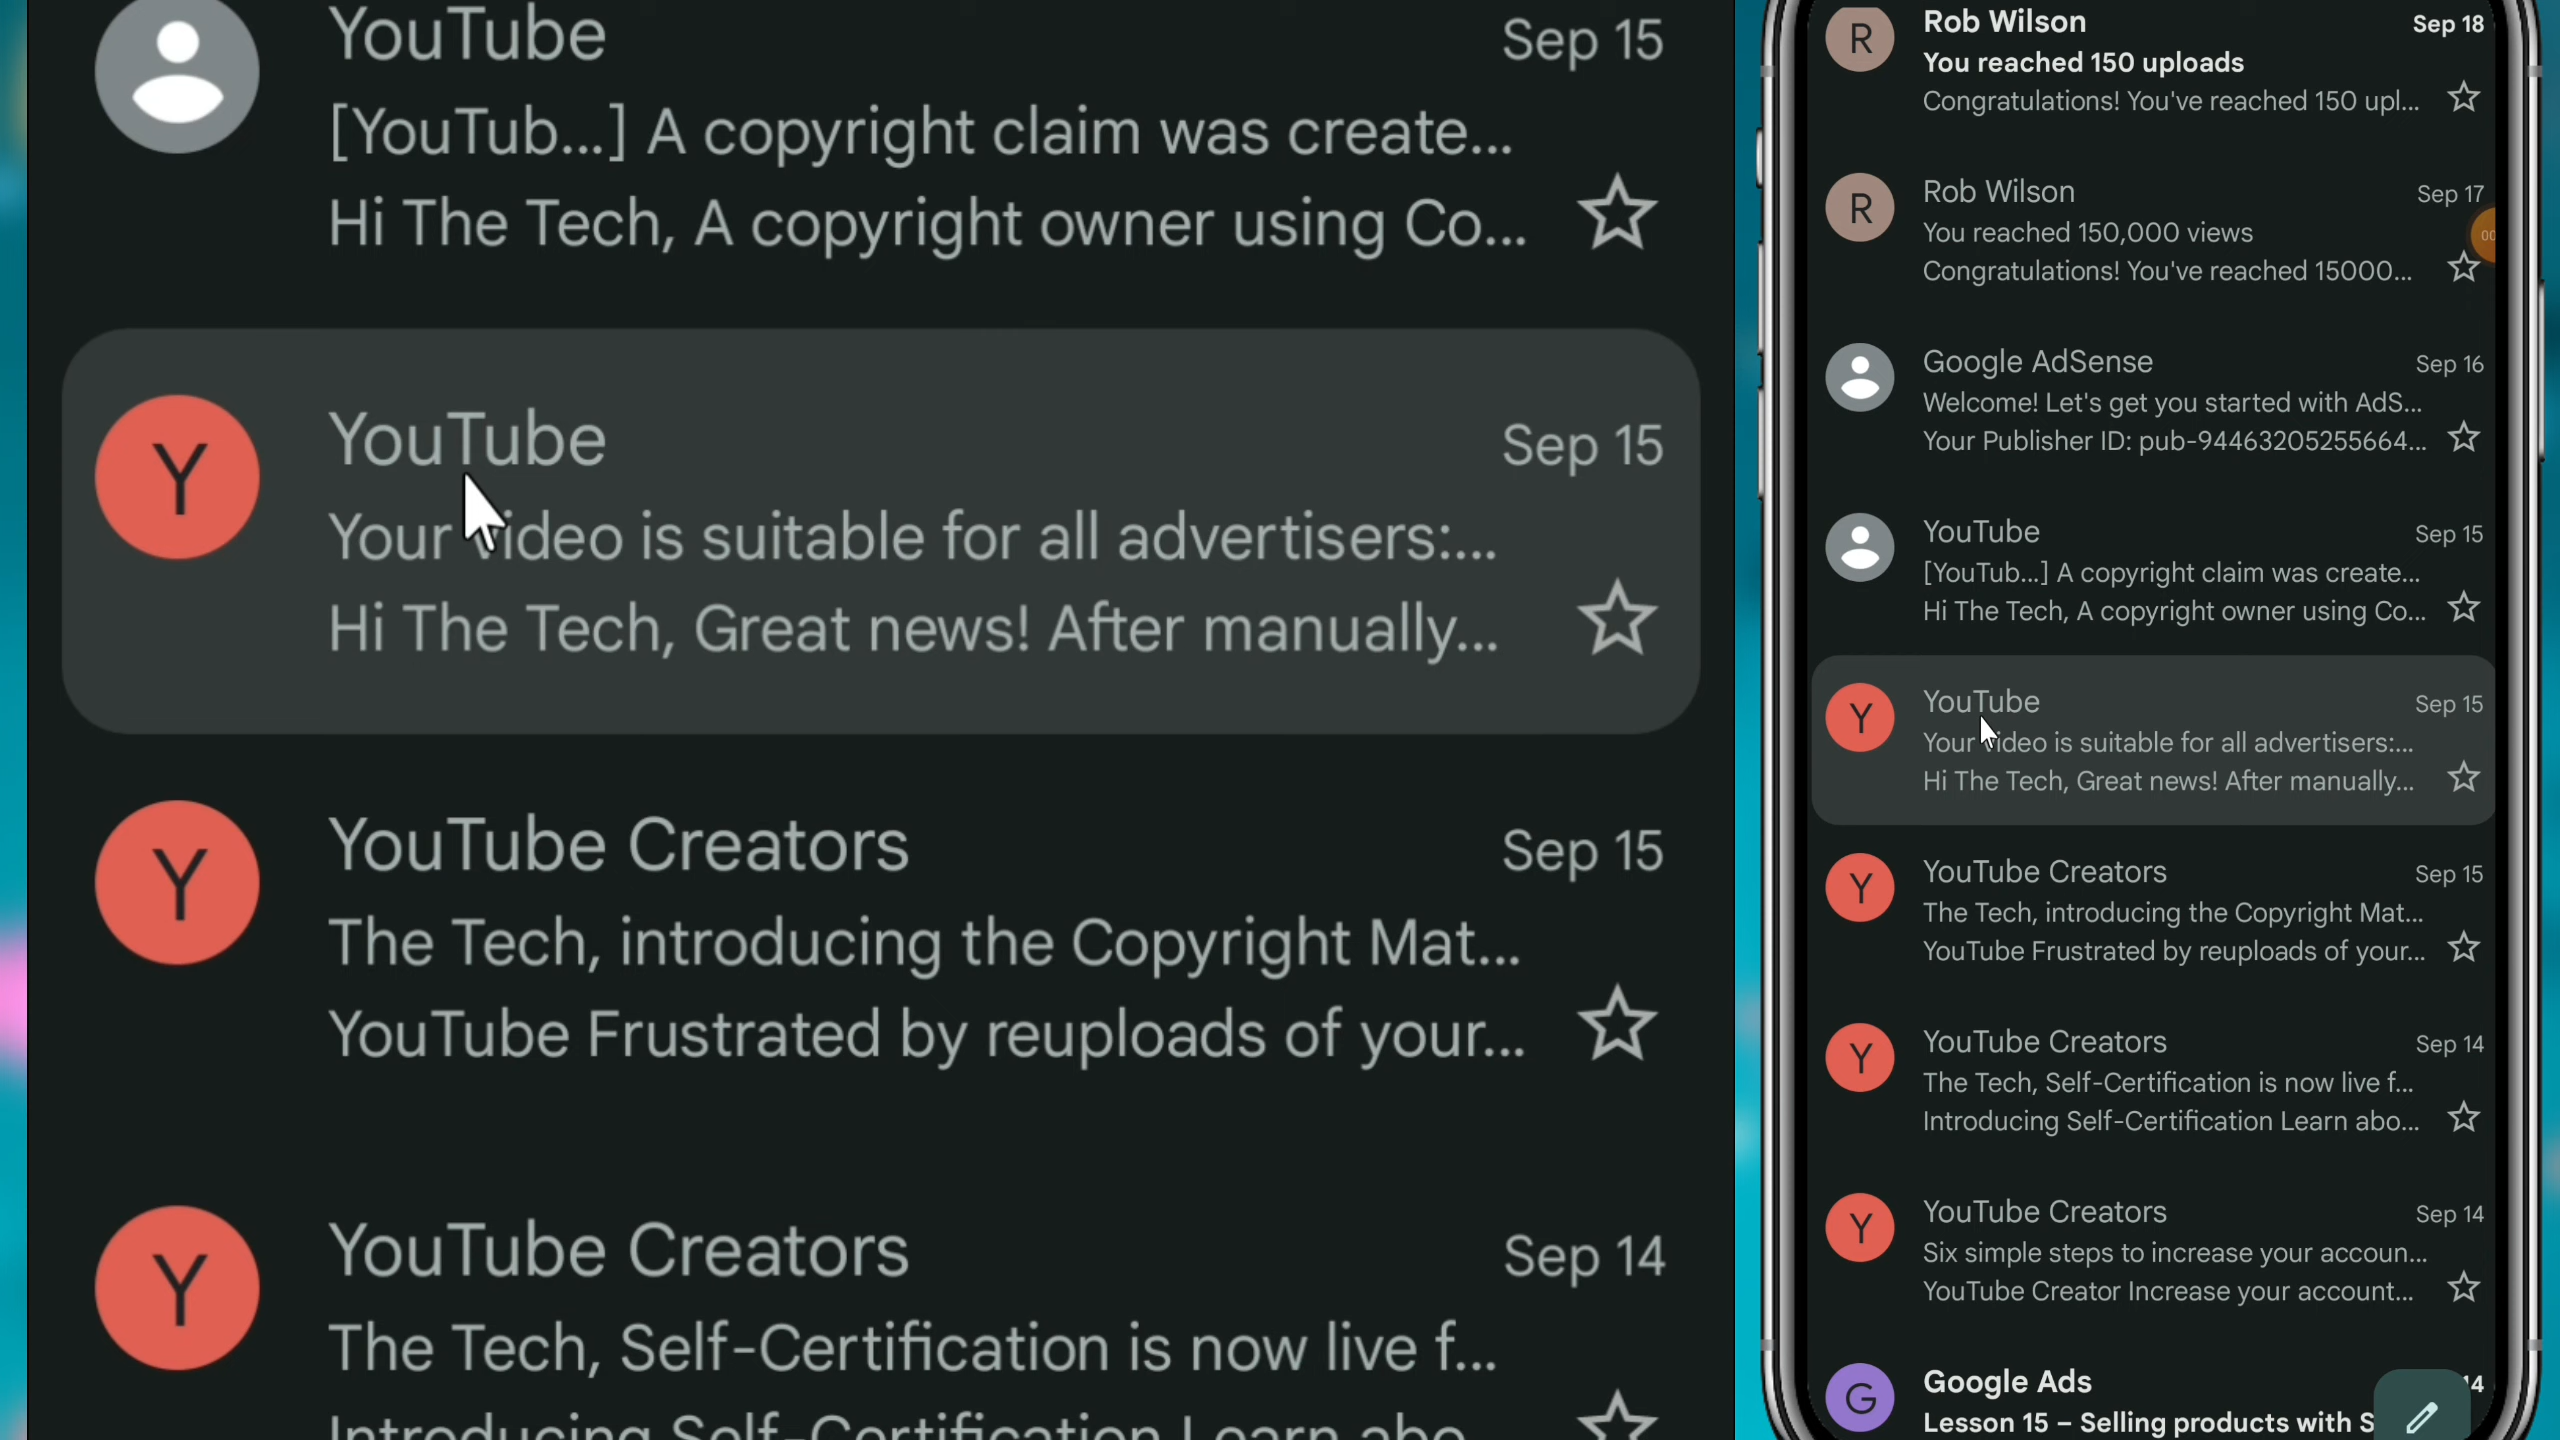 YouTube
Sep 15
[YouTub...] A copyright claim was create...
Hi The Tech, A copyright owner using Co...
Y
YouTube
Sep 15
Your video is suitable for all advertisers:...
Hi The Tech, Great news! After manually...
Y
YouTube Creators
Sep 15
The Tech, introducing the Copyright Mat...
YouTube Frustrated by reuploads of your...
Y
YouTube Creators
Sep 14
The Tech, Self-Certification is now live f...
Introducing Self-Certification Learn abo...
R
Rob Wilson
Sep 18
You reached 150 uploads
Congratulations! You've reached 150 upl...
R
Rob Wilson
Sep 17
You reached 150,000 views
00
Congratulations! You've reached 15000...
Google AdSense
Sep 16
Welcome! Let's get you started with AdS...
Your Publisher ID: pub-94463205255664...
YouTube
Sep 15
[YouTub...] A copyright claim was create...
Hi The Tech, A copyright owner using Co...
Y
YouTube
Sep 15
Your video is suitable for all advertisers:...
Hi The Tech, Great news! After manually...
Y
YouTube Creators
Sep 15
The Tech, introducing the Copyright Mat...
YouTube Frustrated by reuploads of your...
Y
YouTube Creators
Sep 14
The Tech, Self-Certification is now live f...
Introducing Self-Certification Learn abo...
Y
YouTube Creators
Sep 14
Six simple steps to increase your accoun...
YouTube Creator Increase your account...
G
Google Ads
14
Lesson 15 – Selling products with S